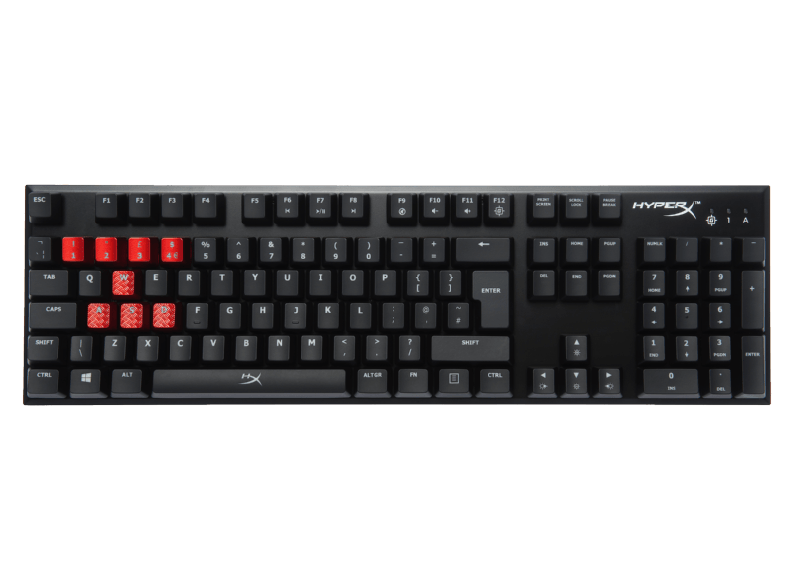 ESC F1 F2 F3 F4 F5 F6 F7 F8 F9 F10 F11 F12 PRINT SCREEN SCROLL LOCK PAUSE BREAK HYPERX™
1 A
! " £ $ % ^ & * ( ) _ +
1 2 3 4 € 5 6 7 8 9 0 - = ← INS HOME PGUP NUMLK / * -
TAB Q W E R T Y U I O P { [ } ] ENTER DEL END PGDN 7 HOME 8 9 PGUP +
CAPS A S D F G H J K L : ; @ ~ # 4 5 6
SHIFT | \ Z X C V B N M < , > . ? / SHIFT 1 END 2 3 PGDN ENTER
CTRL ALT HX ALTGR FN CTRL 0 INS . DEL